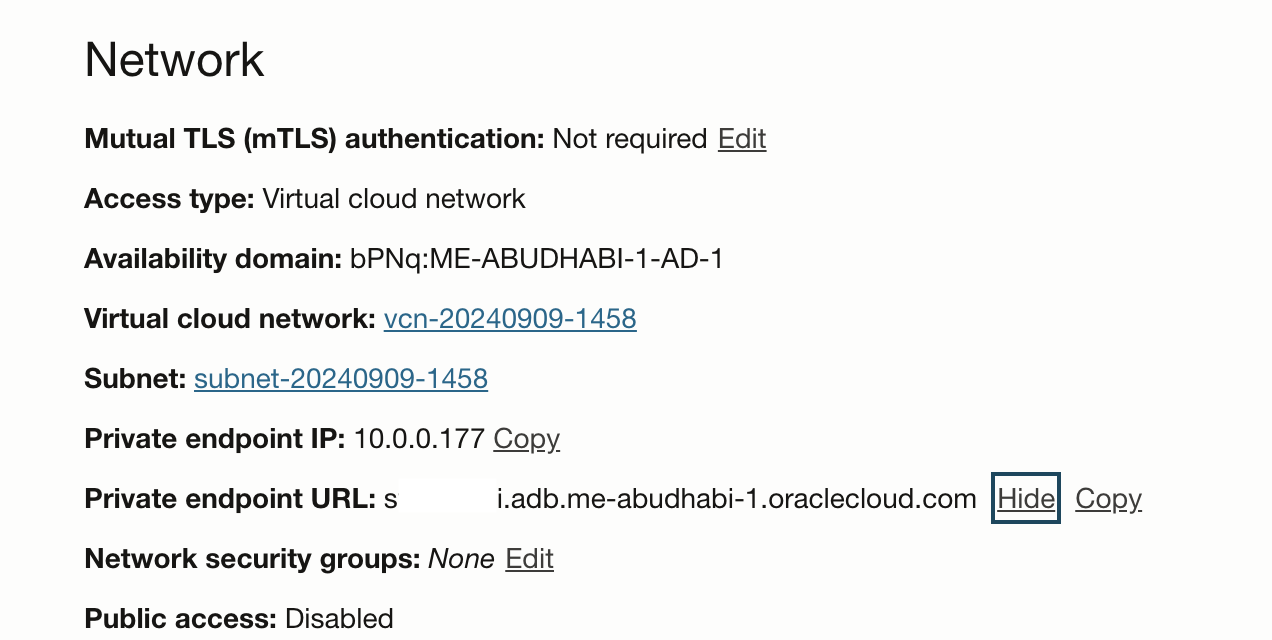 Network
Mutual TLS (mTLS) authentication: Not required Edit
Access type: Virtual cloud network
Availability domain: bPNq:ME-ABUDHABI-1-AD-1
Virtual cloud network: vcn-20240909-1458
Subnet: subnet-20240909-1458
Private endpoint IP: 10.0.0.177 Copy
Private endpoint URL: s i.adb.me-abudhabi-1.oraclecloud.com Hide Copy
Network security groups: None Edit
Public access: Disabled